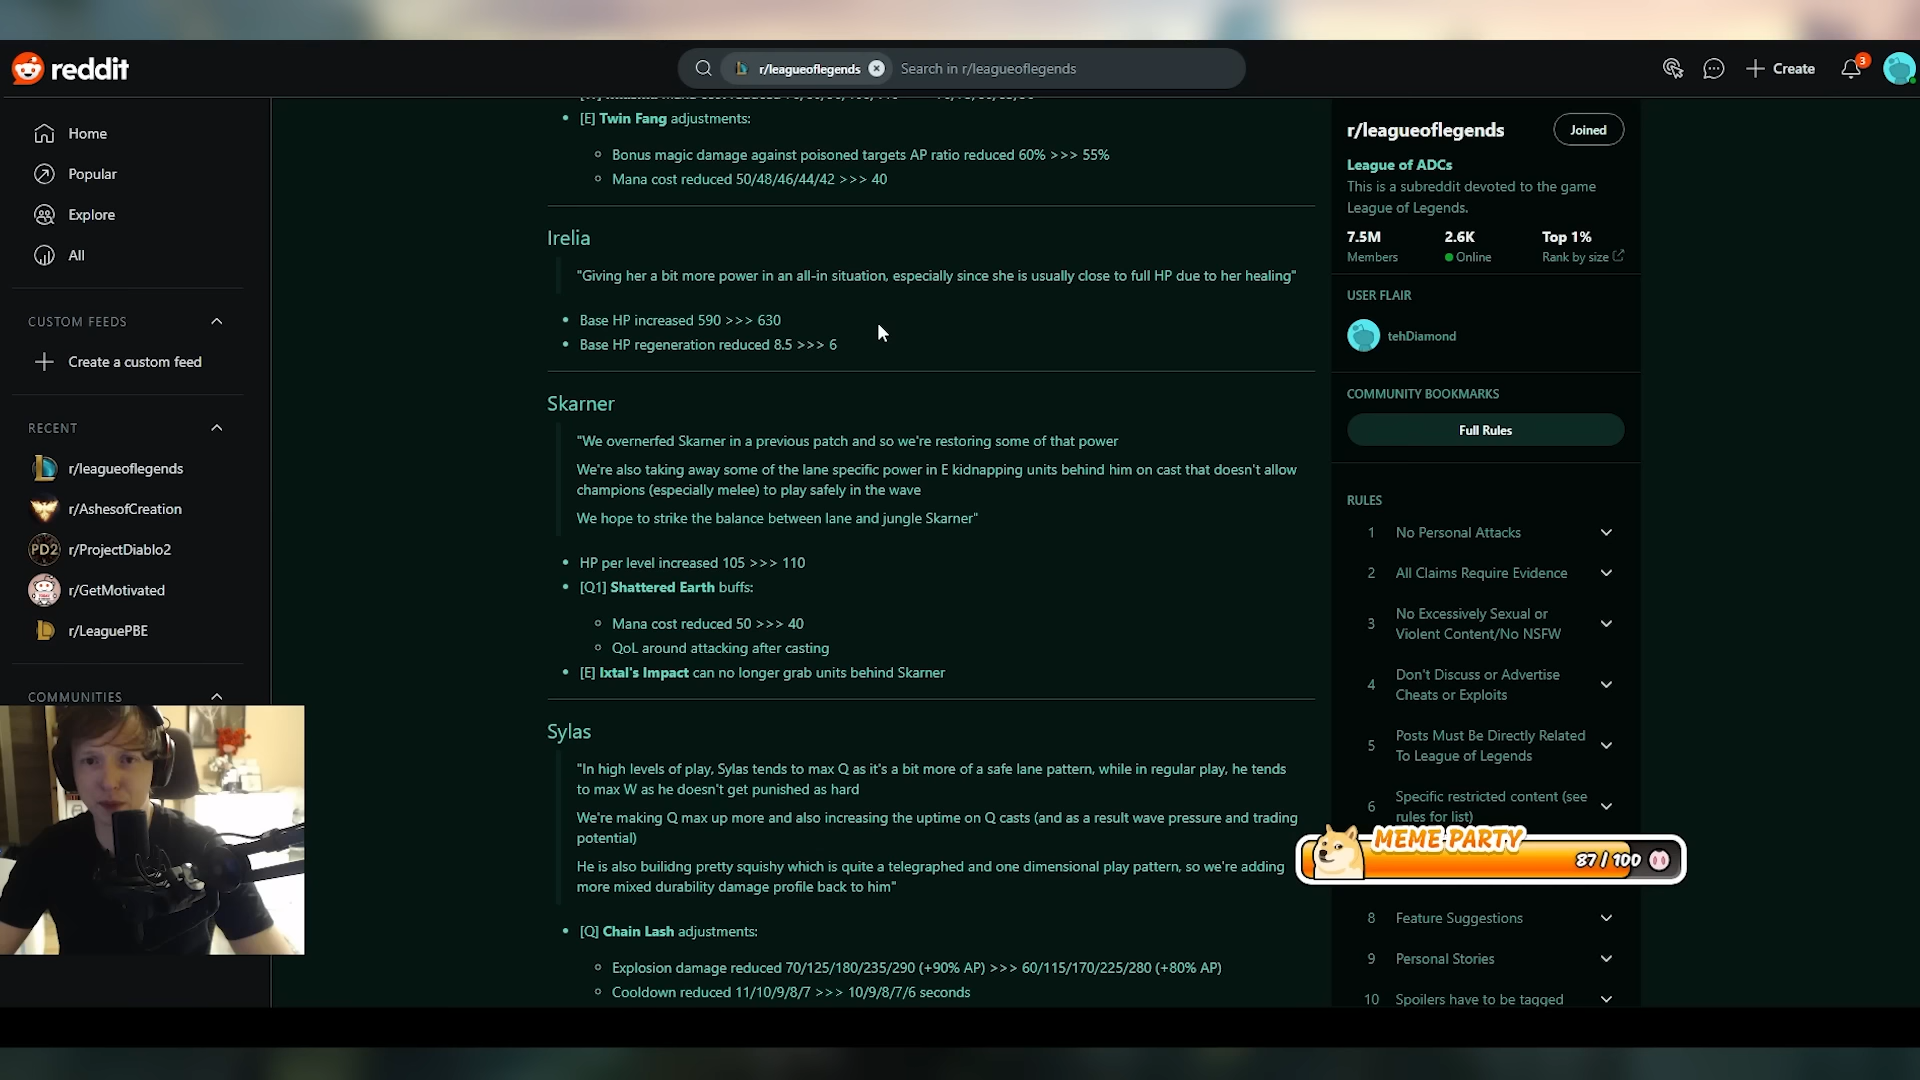 reddit
r/leagueoflegends
Search in r/leagueoflegends
Create
3
Home
Popular
Explore
All
CUSTOM FEEDS
Create a custom feed
RECENT
r/leagueoflegends
r/AshesofCreation
PD2
r/ProjectDiablo2
r/GetMotivated
r/LeaguePBE
COMMUNITIES
[E] Twin Fang adjustments:
Bonus magic damage against poisoned targets AP ratio reduced 60% >>> 55%
Mana cost reduced 50/48/46/44/42 >>> 40
Irelia
"Giving her a bit more power in an all-in situation, especially since she is usually close to full HP due to her healing"
Base HP increased 590 >>> 630
Base HP regeneration reduced 8.5 >>> 6
Skarner
"We overnerfed Skarner in a previous patch and so we're restoring some of that power
We're also taking away some of the lane specific power in E kidnapping units behind him on cast that doesn't allow
champions (especially melee) to play safely in the wave
We hope to strike the balance between lane and jungle Skarner"
HP per level increased 105 >>> 110
[Q1] Shattered Earth buffs:
Mana cost reduced 50 >>> 40
QoL around attacking after casting
[E] Ixtal's Impact can no longer grab units behind Skarner
Sylas
"In high levels of play, Sylas tends to max Q as it's a bit more of a safe lane pattern, while in regular play, he tends
to max W as he doesn't get punished as hard
We're making Q max up more and also increasing the uptime on Q casts (and as a result wave pressure and trading
potential)
He is also builidng pretty squishy which is quite a telegraphed and one dimensional play pattern, so we're adding
more mixed durability damage profile back to him"
[Q] Chain Lash adjustments:
Explosion damage reduced 70/125/180/235/290 (+90% AP) >>> 60/115/170/225/280 (+80% AP)
Cooldown reduced 11/10/9/8/7 >>> 10/9/8/7/6 seconds
r/leagueoflegends
Joined
League of ADCs
This is a subreddit devoted to the game
League of Legends.
7.5M
2.6K
Top 1%
Members
Online
Rank by size
USER FLAIR
tehDiamond
COMMUNITY BOOKMARKS
Full Rules
RULES
1 No Personal Attacks
2 All Claims Require Evidence
3 No Excessively Sexual or
Violent Content/No NSFW
4 Don't Discuss or Advertise
Cheats or Exploits
5 Posts Must Be Directly Related
To League of Legends
6 Specific restricted content (see
rules for list)
MEME PARTY
87 / 100
8 Feature Suggestions
9 Personal Stories
10 Spoilers have to be tagged